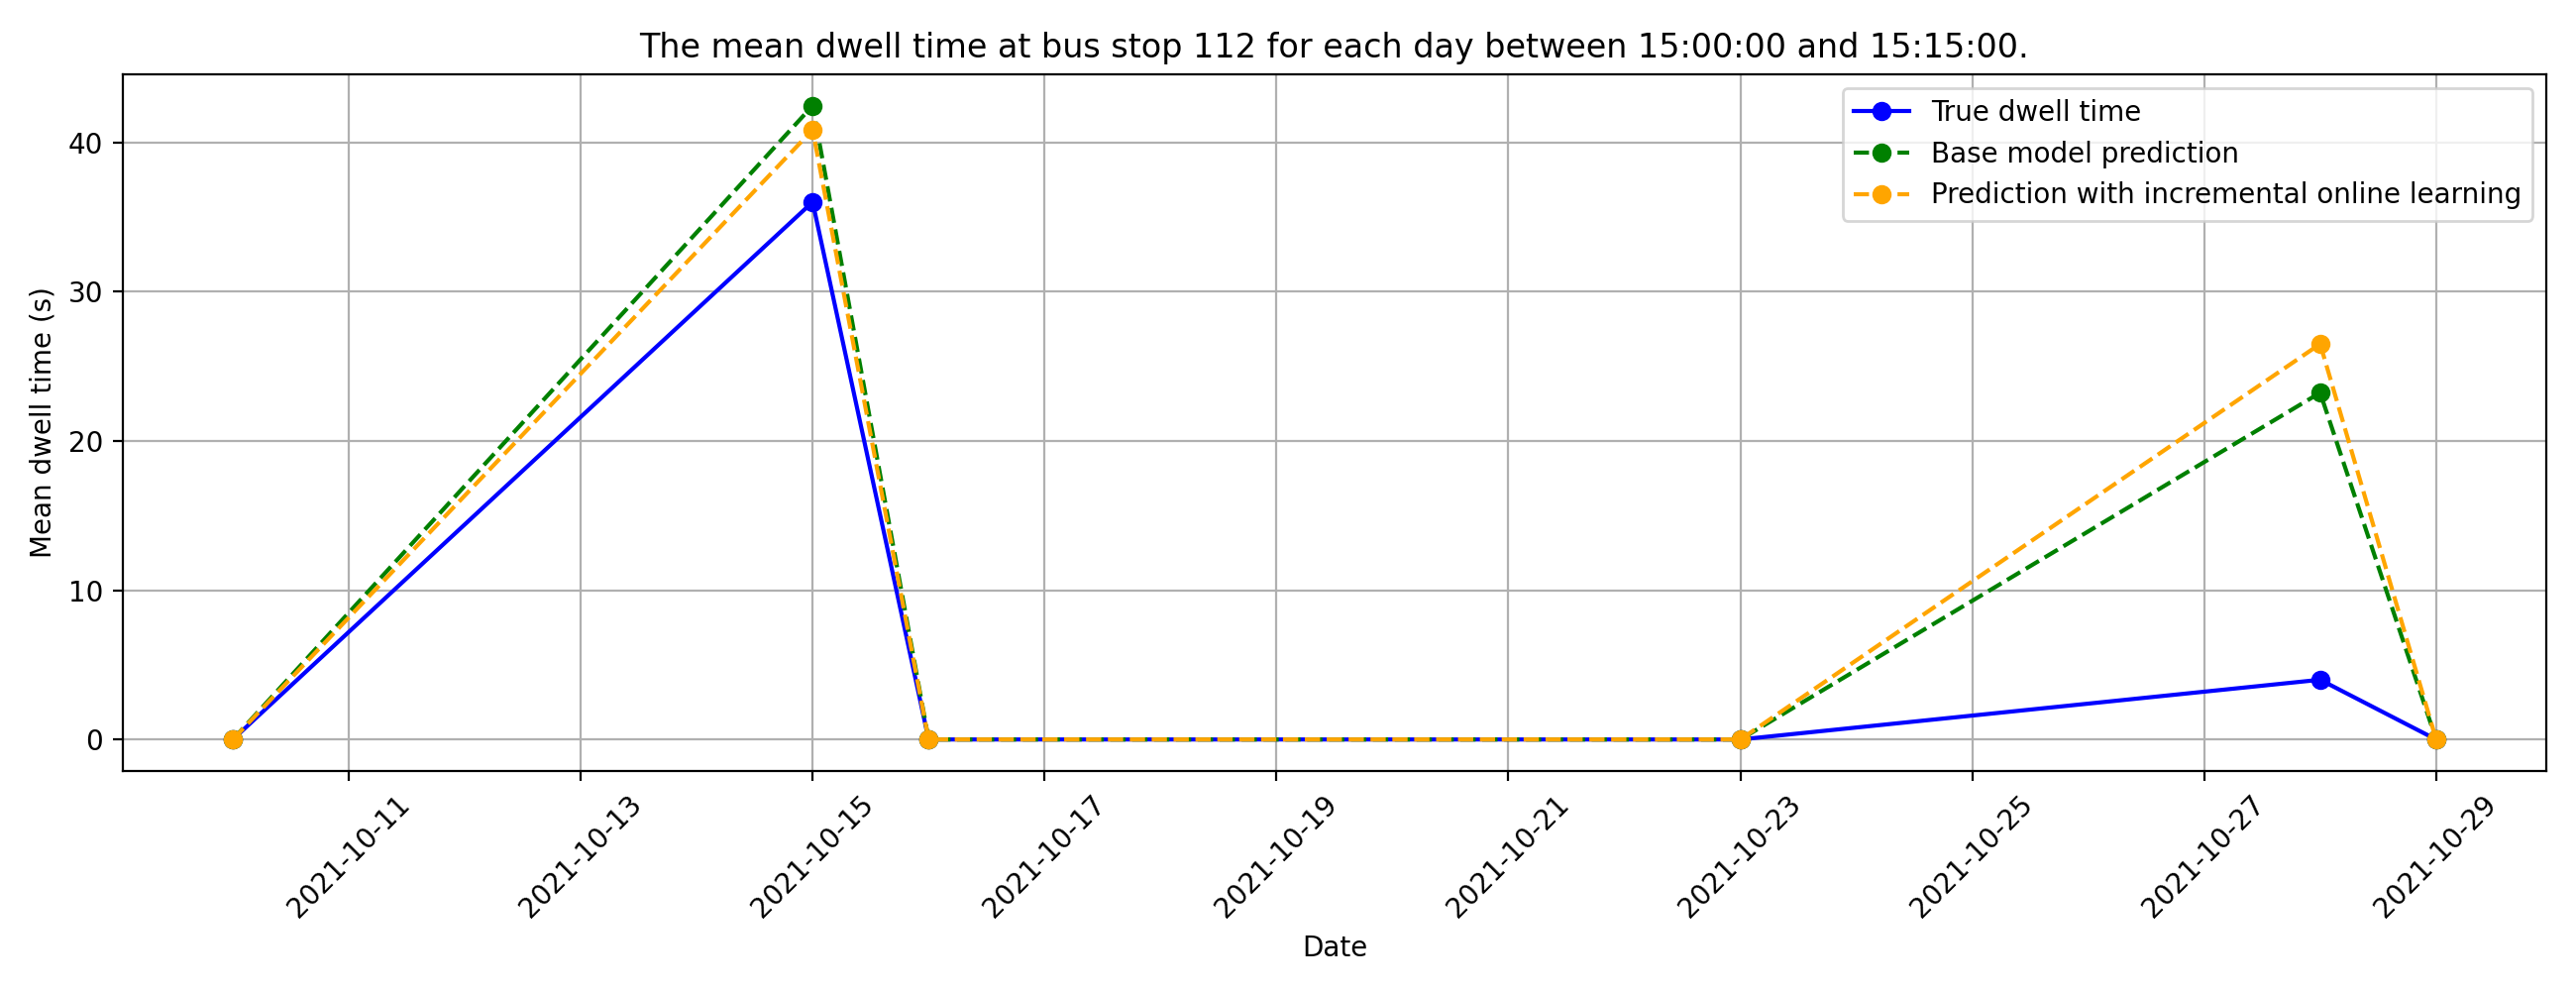 The mean dwell time at bus stop 112 for each day between 15:00:00 and 15:15:00.
True dwell time
Base model prediction
Prediction with incremental online learning
Mean dwell time (s)
40
30
20
10
0
2021-10-11
2021-10-13
2021-10-15
2021-10-17
2021-10-19
2021-10-21
2021-10-23
2021-10-25
2021-10-27
2021-10-29
Date